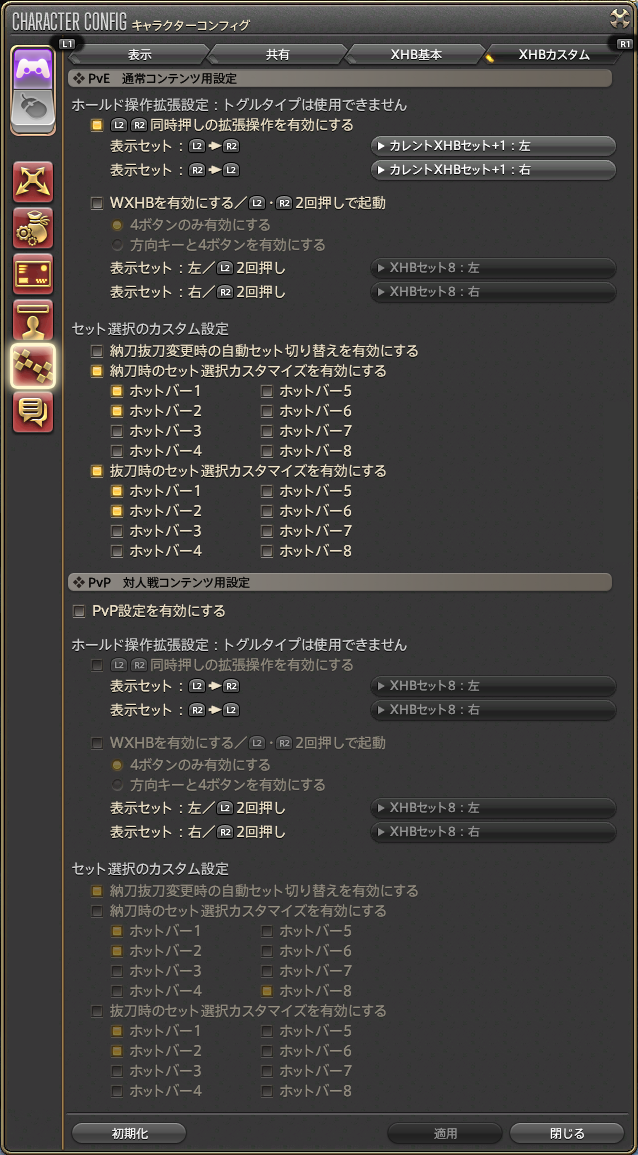 CHARACTER CONFIG キャラクターコンフィグ
L1 表示 共有 XHB基本 XHBカスタム R1
PvE 通常コンテンツ用設定
ホールド操作拡張設定：トグルタイプは使用できません
L2 R2 同時押しの拡張操作を有効にする
表示セット：L2 R2 カレントXHBセット+1：左
表示セット：R2 L2 カレントXHBセット+1：右
WXHBを有効にする／L2・R2 2回押しで起動
4ボタンのみ有効にする
方向キーと4ボタンを有効にする
表示セット：左／L2 2回押し XHBセット8：左
表示セット：右／R2 2回押し XHBセット8：右
セット選択のカスタム設定
納刀抜刀変更時の自動セット切り替えを有効にする
納刀時のセット選択カスタマイズを有効にする
ホットバー1 ホットバー5
ホットバー2 ホットバー6
ホットバー3 ホットバー7
ホットバー4 ホットバー8
抜刀時のセット選択カスタマイズを有効にする
ホットバー1 ホットバー5
ホットバー2 ホットバー6
ホットバー3 ホットバー7
ホットバー4 ホットバー8
PvP 対人戦コンテンツ用設定
PvP設定を有効にする
ホールド操作拡張設定：トグルタイプは使用できません
L2 R2 同時押しの拡張操作を有効にする
表示セット：L2 R2 XHBセット8：左
表示セット：R2 L2 XHBセット8：右
WXHBを有効にする／L2・R2 2回押しで起動
4ボタンのみ有効にする
方向キーと4ボタンを有効にする
表示セット：左／L2 2回押し XHBセット8：左
表示セット：右／R2 2回押し XHBセット8：右
セット選択のカスタム設定
納刀抜刀変更時の自動セット切り替えを有効にする
納刀時のセット選択カスタマイズを有効にする
ホットバー1 ホットバー5
ホットバー2 ホットバー6
ホットバー3 ホットバー7
ホットバー4 ホットバー8
抜刀時のセット選択カスタマイズを有効にする
ホットバー1 ホットバー5
ホットバー2 ホットバー6
ホットバー3 ホットバー7
ホットバー4 ホットバー8
初期化 適用 閉じる